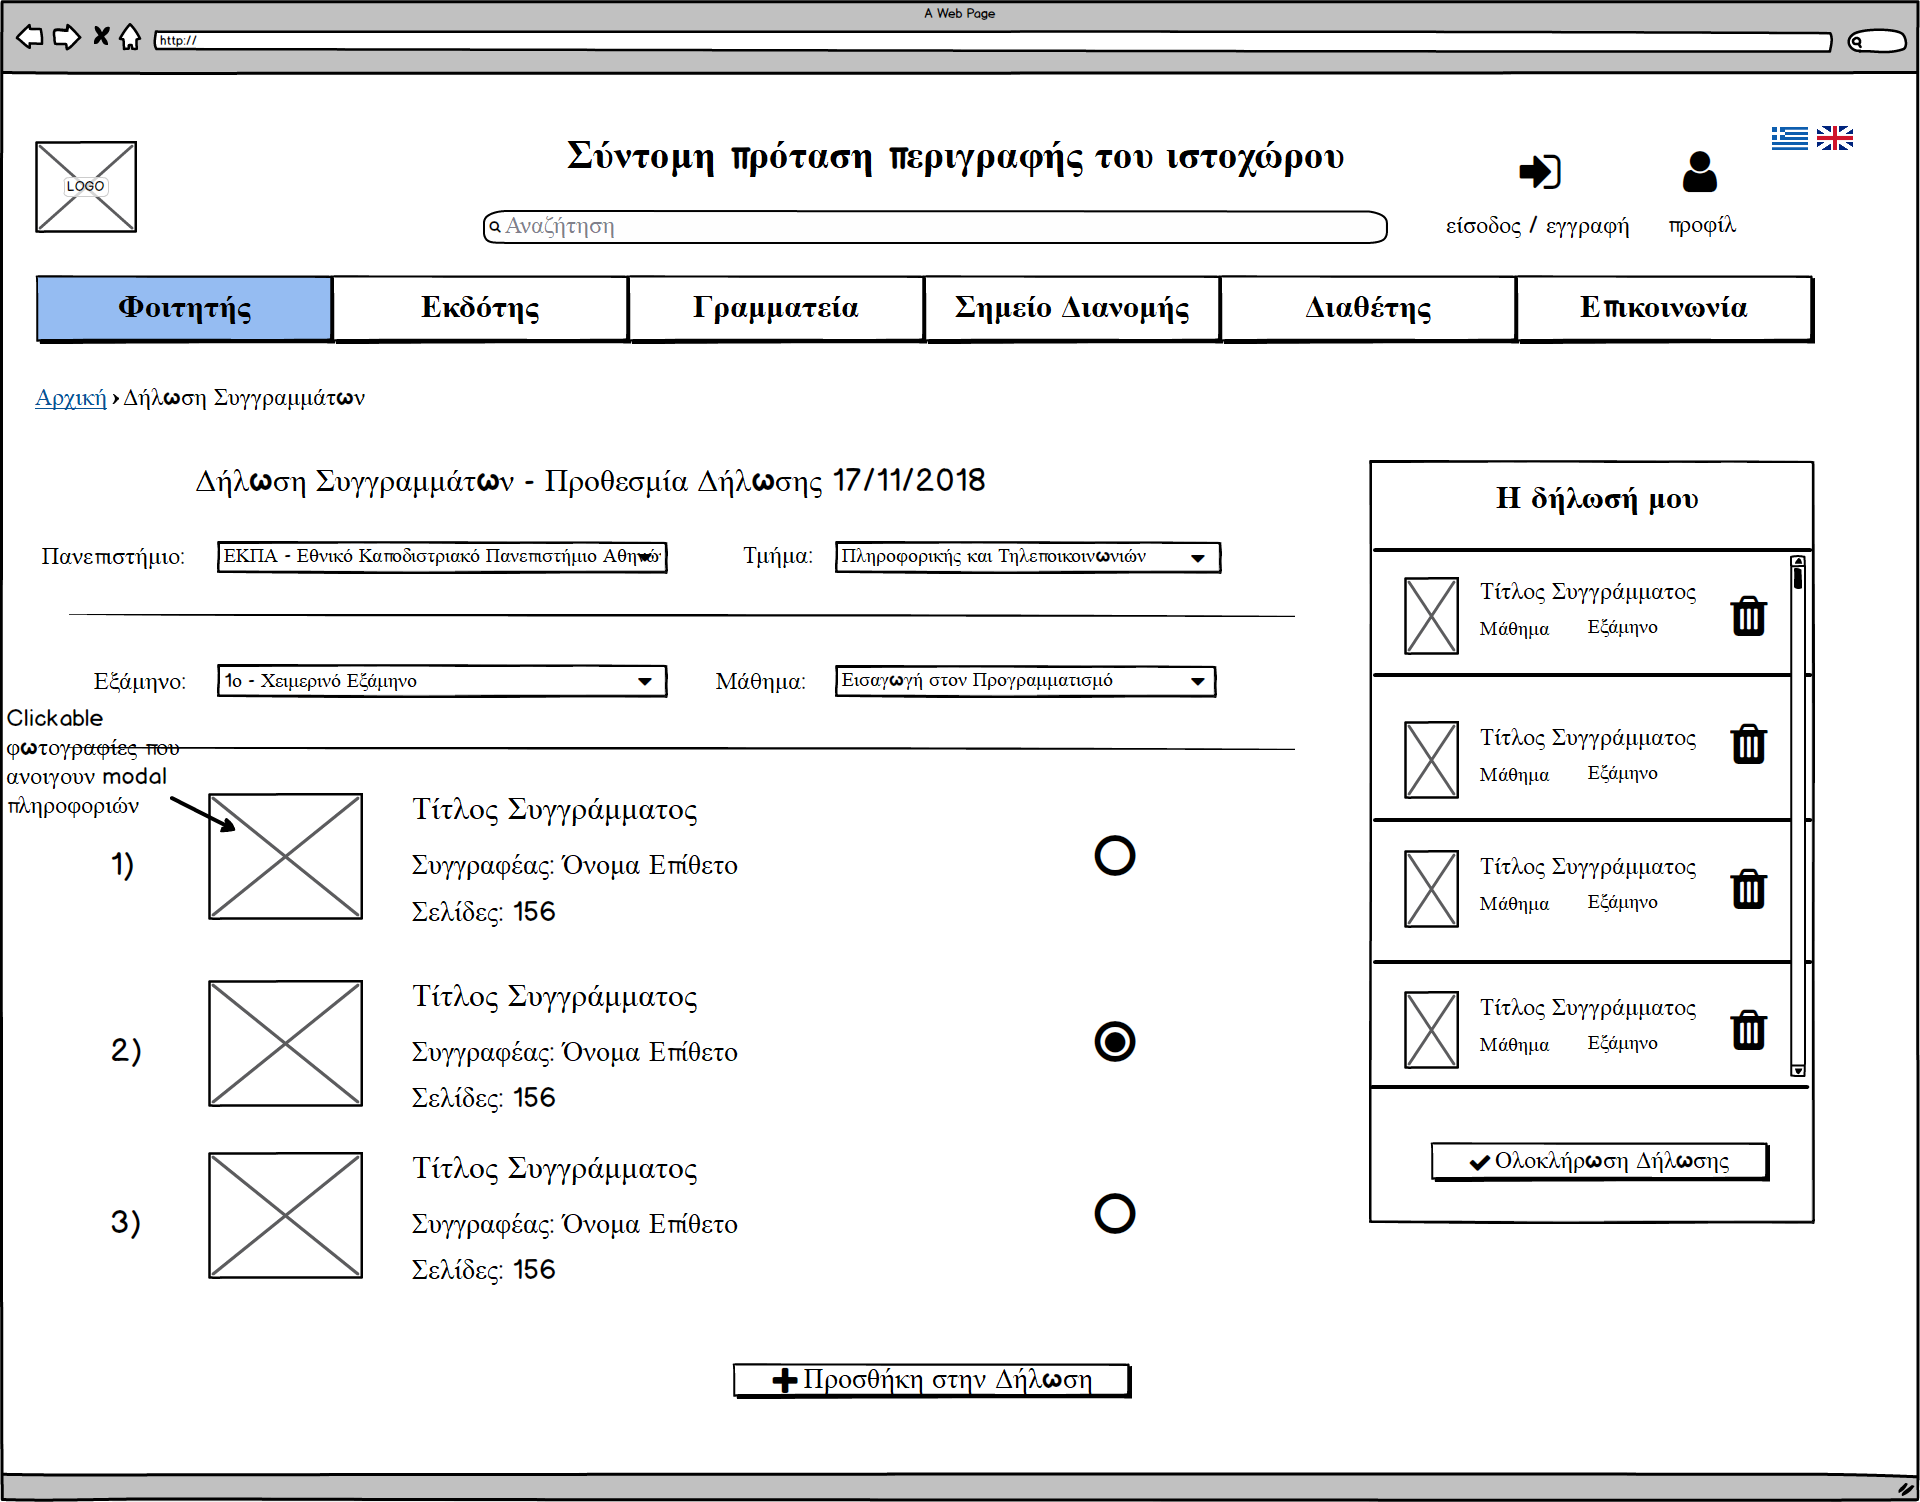 A Web Page
http://
LOGO
Σύντομη πρόταση περιγραφής του ιστοχώρου
Αναζήτηση
είσοδος / εγγραφή
προφίλ
Φοιτητής
Εκδότης
Γραμματεία
Σημείο Διανομής
Διαθέτης
Επικοινωνία
Αρχική › Δήλωση Συγγραμμάτων
Δήλωση Συγγραμμάτων - Προθεσμία Δήλωσης 17/11/2018
Πανεπιστήμιο:
ΕΚΠΑ - Εθνικό Καποδιστριακό Πανεπιστήμιο
Τμήμα:
Πληροφορικής και Τηλεποικοινωνιών
Εξάμηνο:
1ο - Χειμερινό Εξάμηνο
Μάθημα:
Εισαγωγή στον Προγραμματισμό
Clickable
φωτογραφίες που
ανοιγουν modal
πληροφοριών
1)
Τίτλος Συγγράμματος
Συγγραφέας: Όνομα Επίθετο
Σελίδες: 156
2)
Τίτλος Συγγράμματος
Συγγραφέας: Όνομα Επίθετο
Σελίδες: 156
3)
Τίτλος Συγγράμματος
Συγγραφέας: Όνομα Επίθετο
Σελίδες: 156
Προσθήκη στην Δήλωση
Η δήλωσή μου
Τίτλος Συγγράμματος
Μάθημα Εξάμηνο
Τίτλος Συγγράμματος
Μάθημα Εξάμηνο
Τίτλος Συγγράμματος
Μάθημα Εξάμηνο
Τίτλος Συγγράμματος
Μάθημα Εξάμηνο
Ολοκλήρωση Δήλωσης